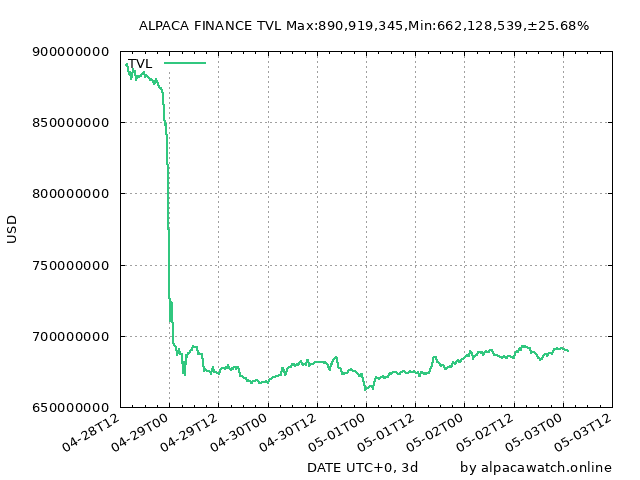 ALPACA FINANCE TVL Max:890,919,345,Min:662,128,539,±25.68%
TVL
900000000
850000000
800000000
750000000
700000000
650000000
USD
04-28T12
04-29T00
04-29T12
04-30T00
04-30T12
05-01T00
05-01T12
05-02T00
05-02T12
05-03T00
05-03T12
DATE UTC+0, 3d
by alpacawatch.online